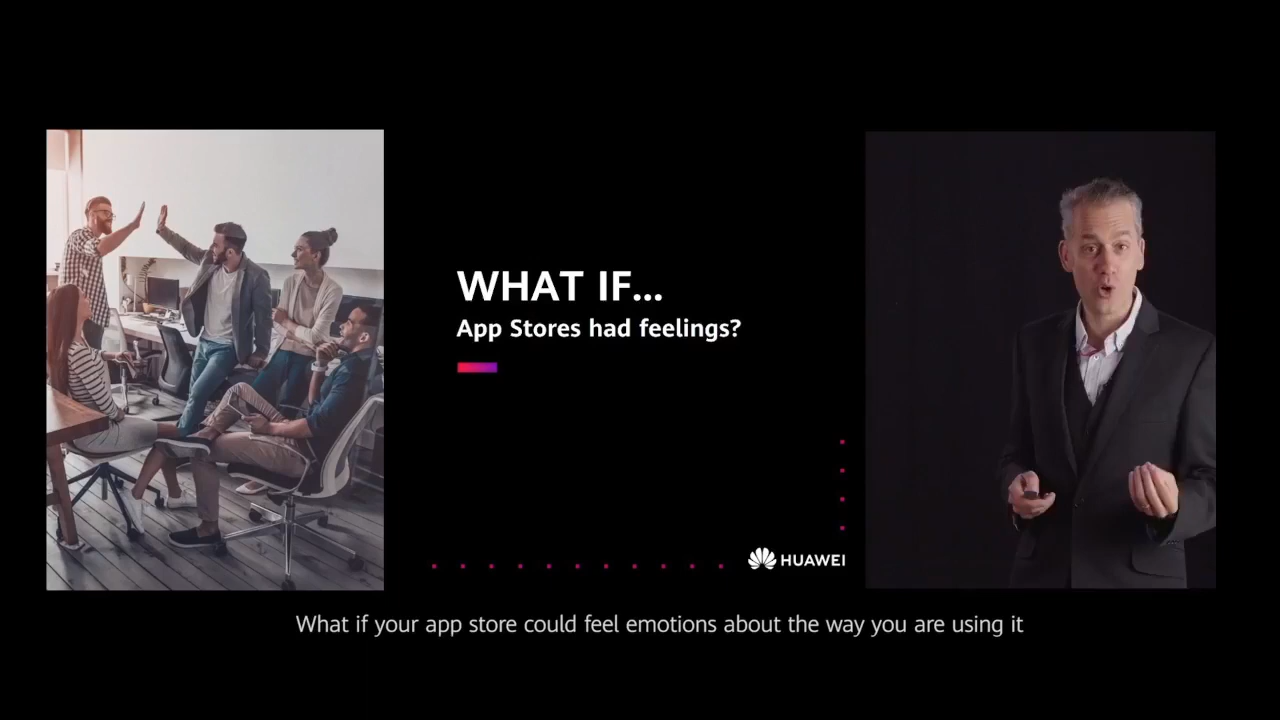 WHAT IF...
App Stores had feelings?
HUAWEI
What if your app store could feel emotions about the way you are using it